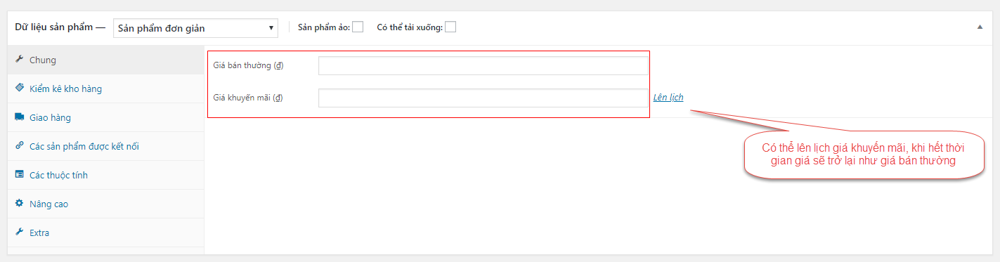 Dữ liệu sản phẩm — Sản phẩm đơn giản Sản phẩm ảo: Có thể tải xuống:
Chung
Kiểm kê kho hàng
Giao hàng
Các sản phẩm được kết nối
Các thuộc tính
Nâng cao
Extra
Giá bán thường (₫)
Giá khuyến mãi (₫) Lên lịch
Có thể lên lịch giá khuyến mãi, khi hết thời
gian giá sẽ trở lại như giá bán thường